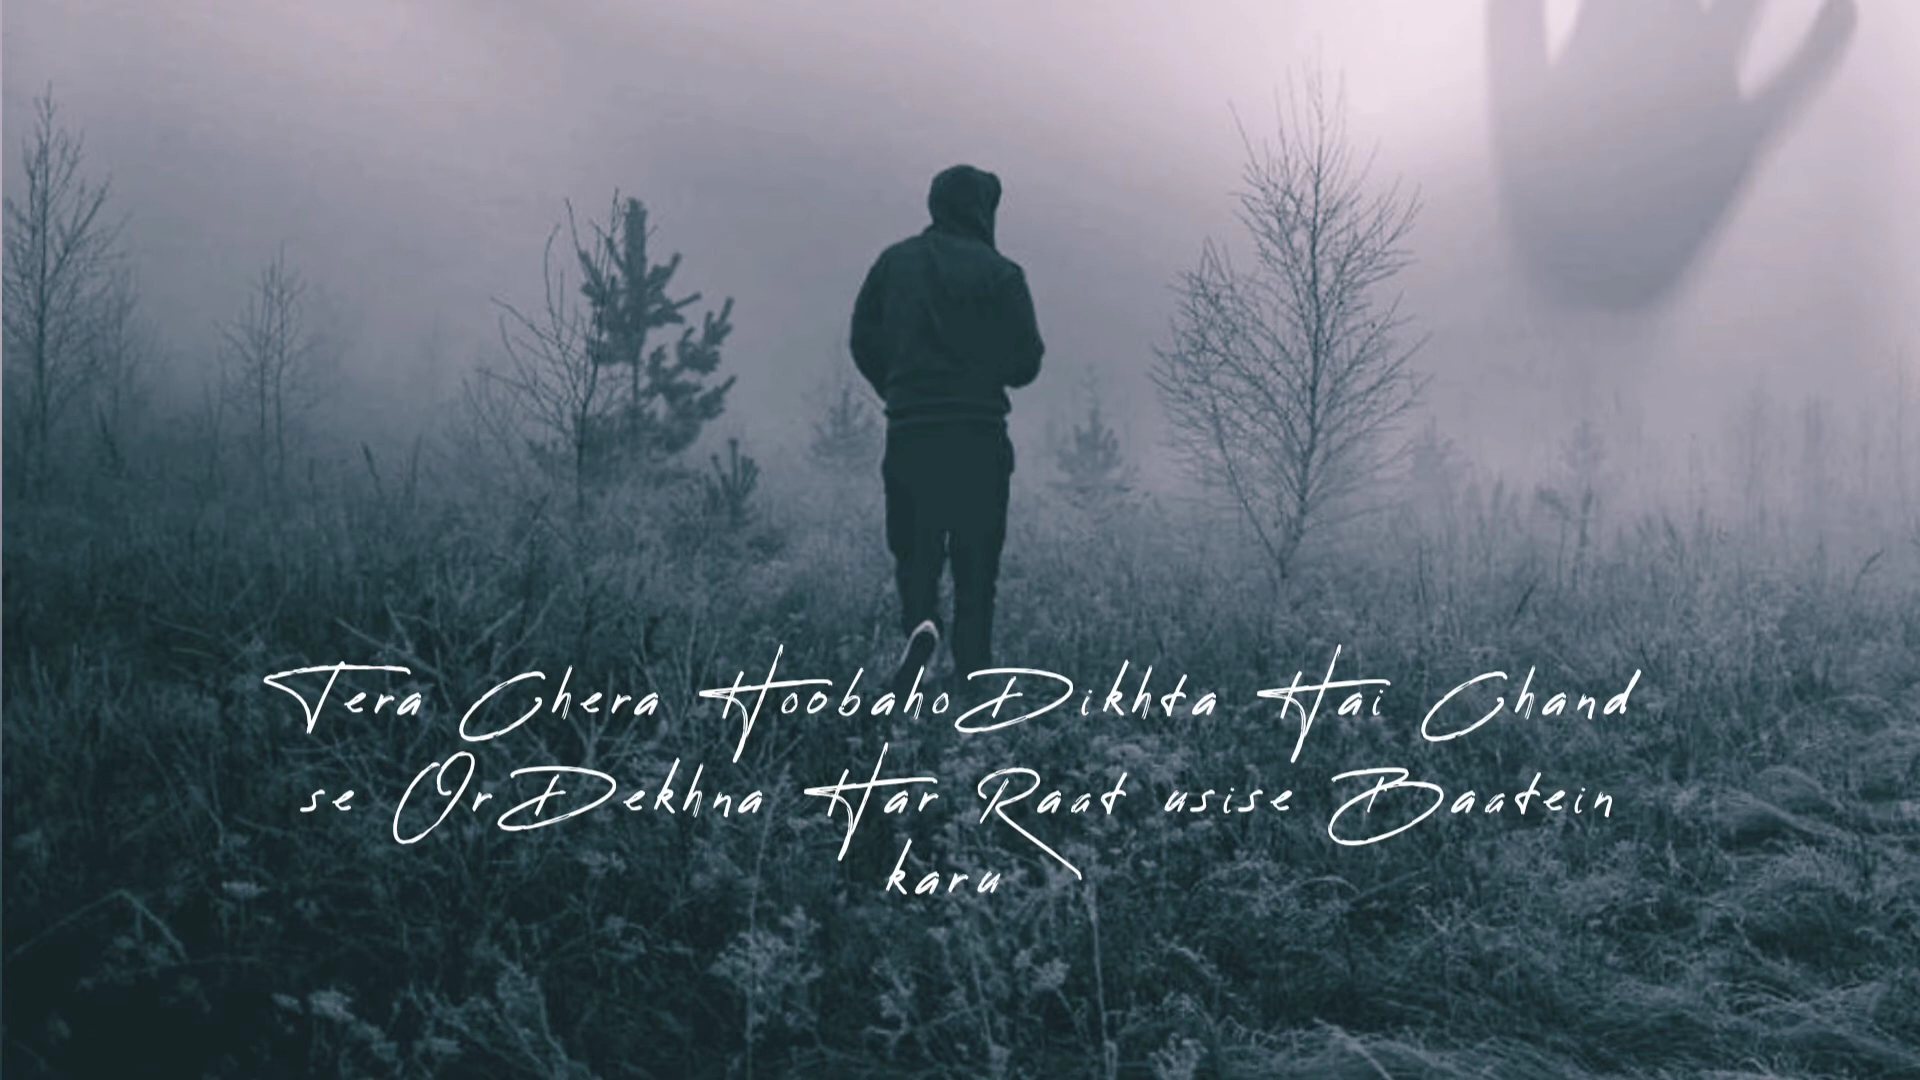 Tera Chera HoobahoDikhta Hai Chand
se OrDekhna Har Raat usise Baatein
karu